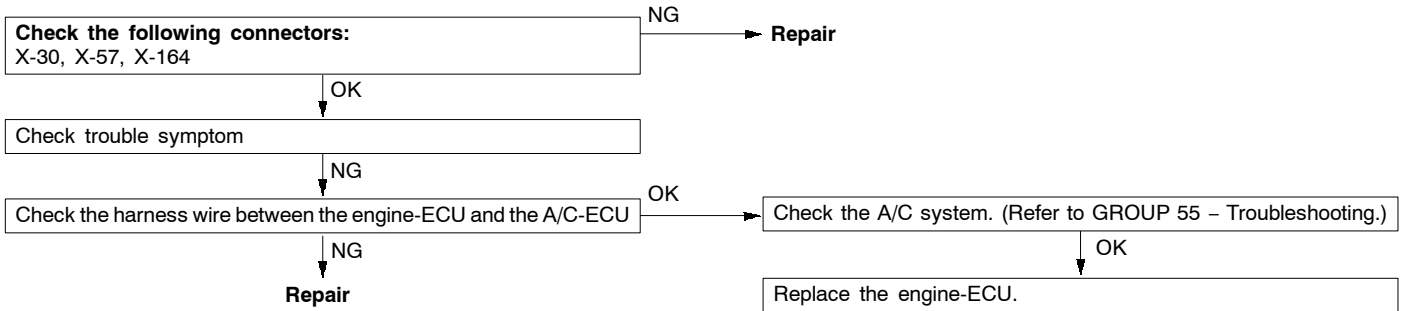 NG
Check the following connectors:
X-30, X-57, X-164
Repair
OK
Check trouble symptom
NG
Check the harness wire between the engine-ECU and the A/C-ECU
OK
Check the A/C system. (Refer to GROUP 55 – Troubleshooting.)
NG
OK
Repair
Replace the engine-ECU.